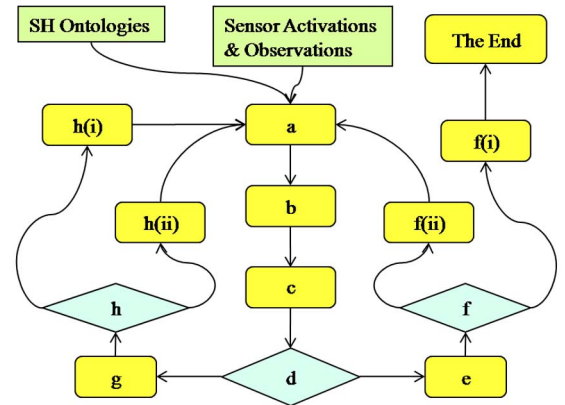 SH Ontologies
Sensor Activations
& Observations
The End
h(i)
a
f(i)
h(ii)
b
f(ii)
c
h
f
g
d
e